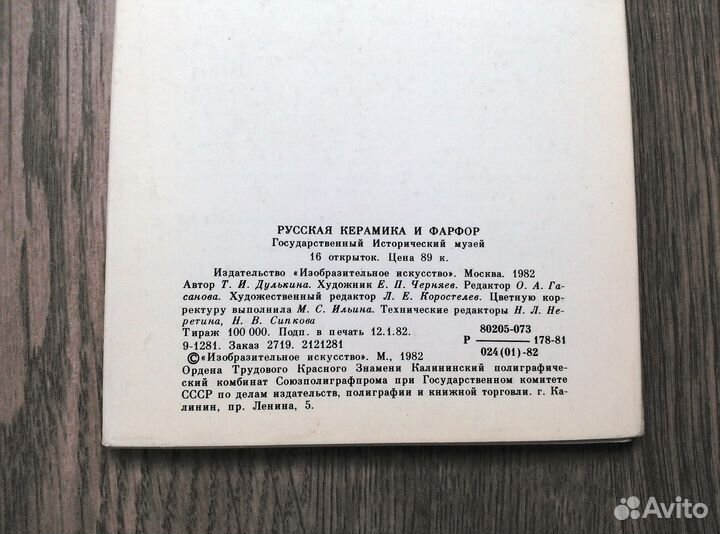 РУССКАЯ КЕРАМИКА И ФАРФОР
Государственный Исторический музей
16 открыток. Цена 89 к.
Издательство «Изобразительное искусство». Москва. 1982
Автор Т. И. Дулькина. Художник Е. П. Черняев. Редактор О. А. Га-
санова. Художественный редактор Л. Е. Коростелев. Цветную кор-
ректуру выполнила М. С. Ильина. Технические редакторы Н. Л. Не-
ретина, Н. В. Сипкова
Тираж 100 000. Подп. в печать 12.1.82.
9-1281. Заказ 2719. 2121281
80205-073
Р ——— 178-81
024(01)-82
©«Изобразительное искусство». М., 1982
Ордена Трудового Красного Знамени Калининский полиграфичес-
кий комбинат Союзполиграфпрома при Государственном комитете
СССР по делам издательств, полиграфии и книжной торговли. г. Ка-
линин, пр. Ленина, 5.
Avito